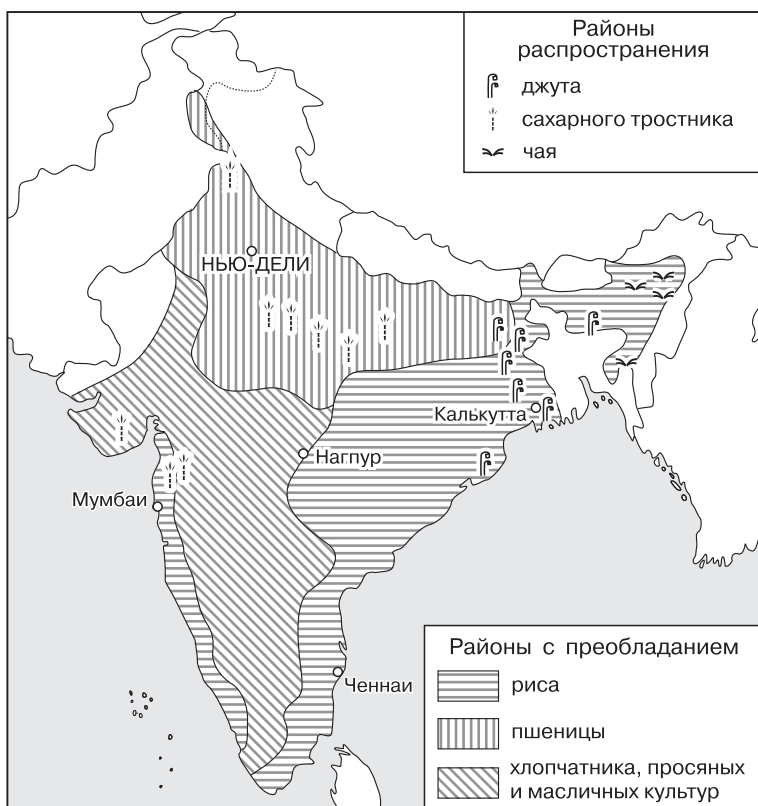 Районы
распространения
джута
сахарного тростника
чая
НЬЮ-ДЕЛИ
Калькутта
Нагпур
Мумбаи
Ченнаи
Районы с преобладанием
риса
пшеницы
хлопчатника, просяных
и масличных культур